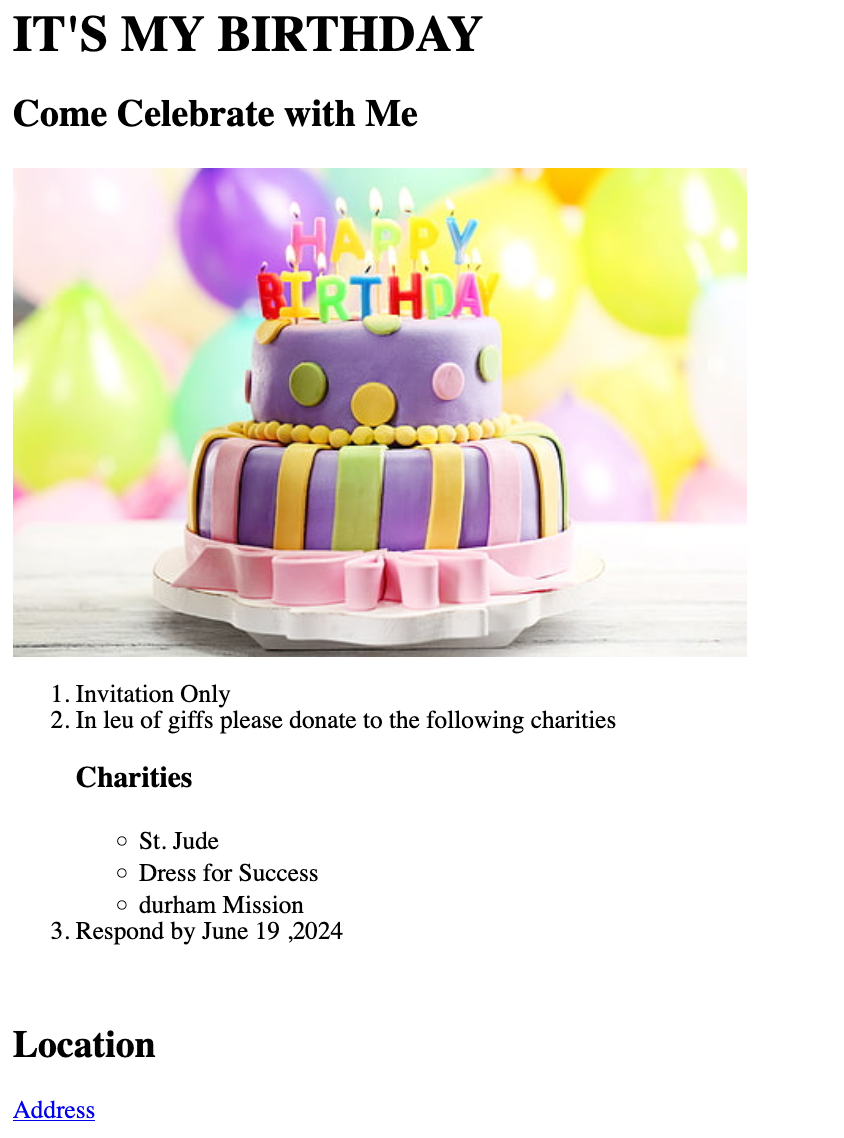 IT'S MY BIRTHDAY
Come Celebrate with Me
HAPPY
BIRTHDAY
1. Invitation Only
2. In leu of giffs please donate to the following charities
Charities
St. Jude
Dress for Success
durham Mission
3. Respond by June 19 ,2024
Location
Address